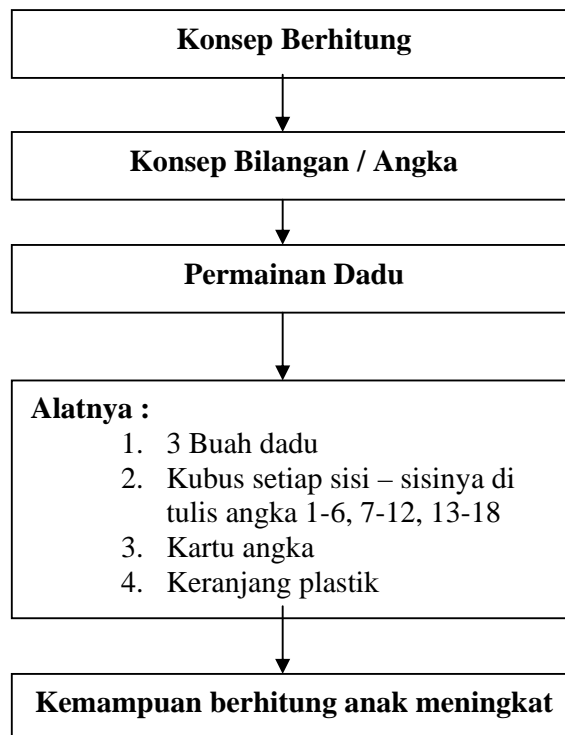 Konsep Berhitung
Konsep Bilangan / Angka
Permainan Dadu
Alatnya :
1. 3 Buah dadu
2. Kubus setiap sisi – sisinya di
tulis angka 1-6, 7-12, 13-18
3. Kartu angka
4. Keranjang plastik
Kemampuan berhitung anak meningkat